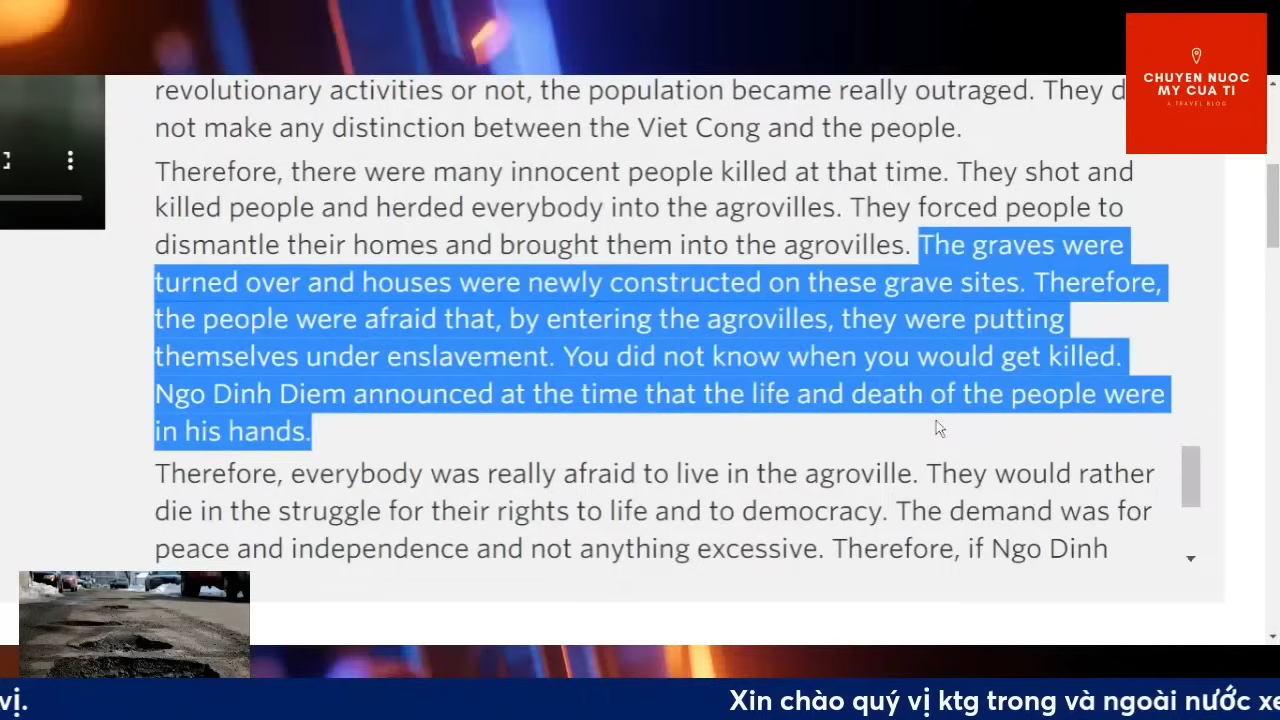 CHUYEN NUOC
MY CUA TI
A TRAVEL BLOG
revolutionary activities or not, the population became really outraged. They d
not make any distinction between the Viet Cong and the people.
Therefore, there were many innocent people killed at that time. They shot and
killed people and herded everybody into the agrovilles. They forced people to
dismantle their homes and brought them into the agrovilles. The graves were
turned over and houses were newly constructed on these grave sites. Therefore,
the people were afraid that, by entering the agrovilles, they were putting
themselves under enslavement. You did not know when you would get killed.
Ngo Dinh Diem announced at the time that the life and death of the people were
in his hands.
Therefore, everybody was really afraid to live in the agroville. They would rather
die in the struggle for their rights to life and to democracy. The demand was for
peace and independence and not anything excessive. Therefore, if Ngo Dinh
vị. Xin chào quý vị ktg trong và ngoài nước xe